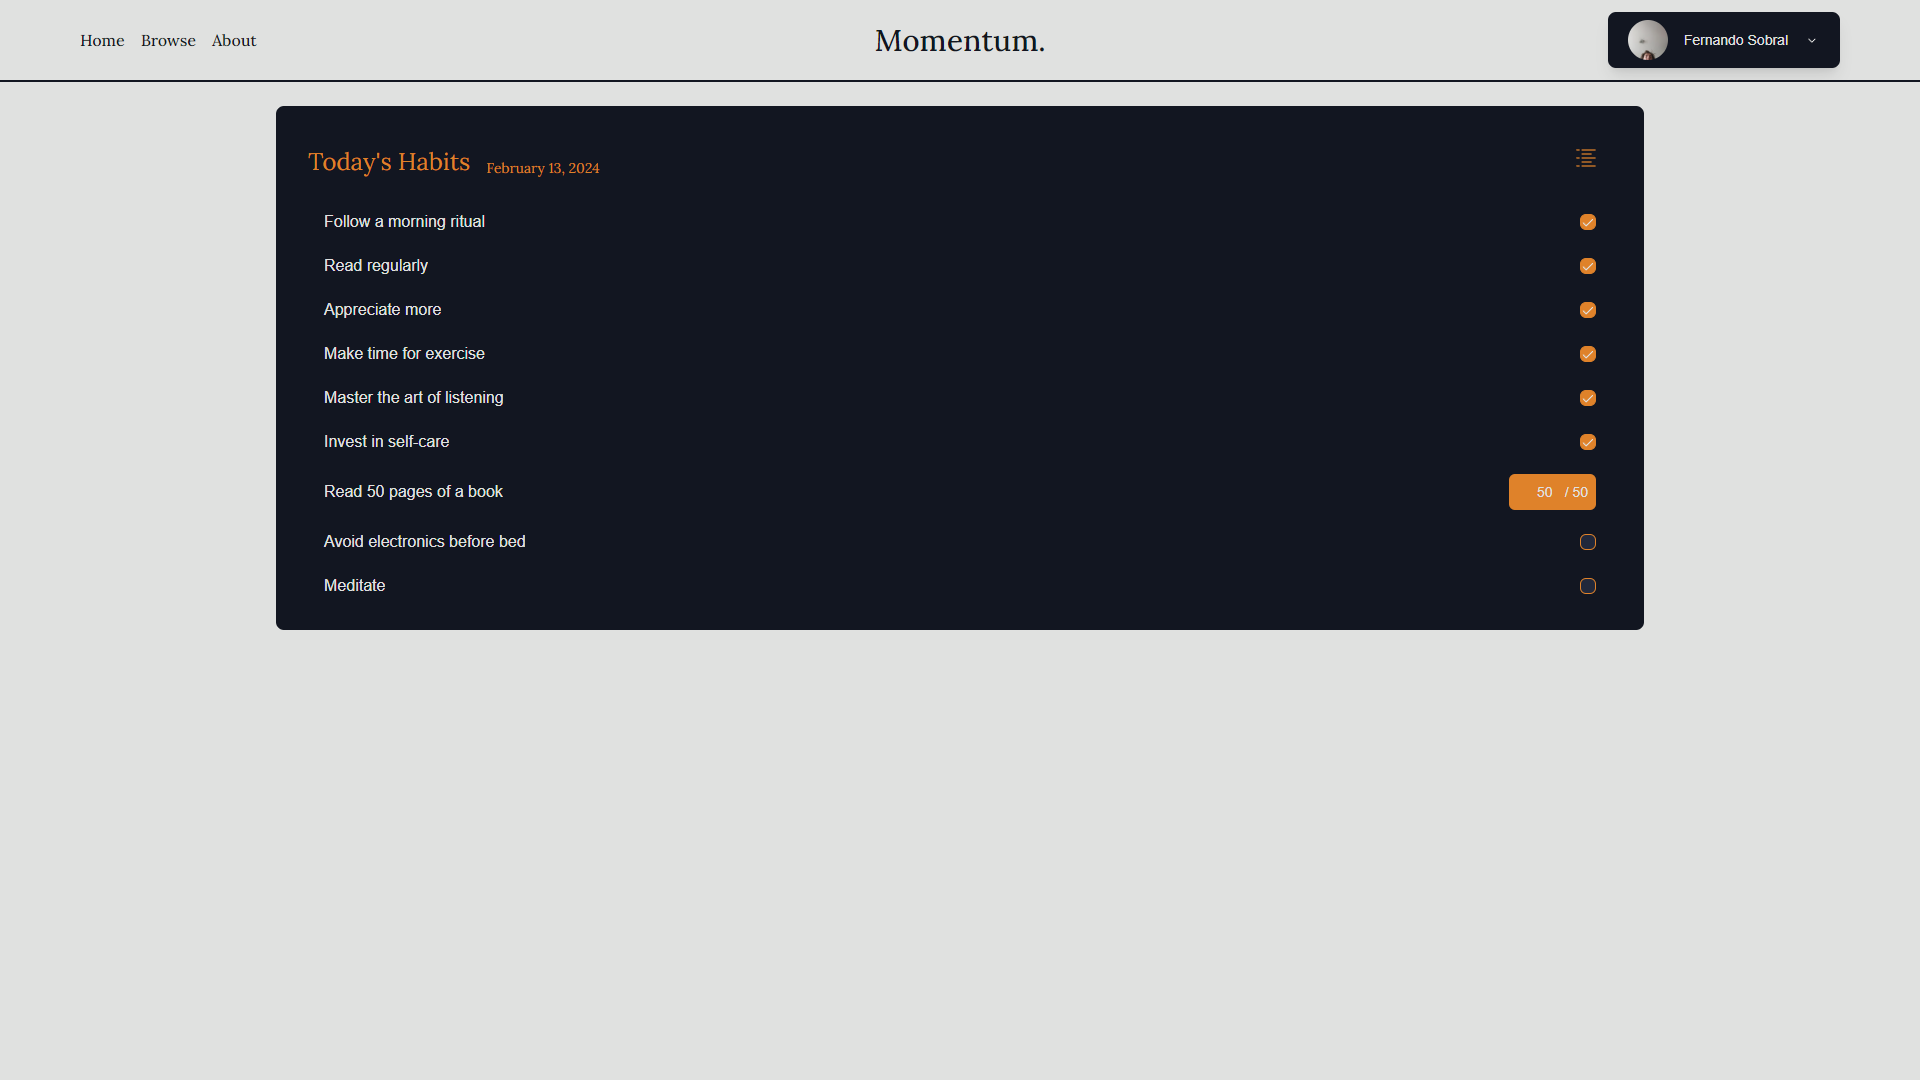 Home Browse About
Momentum.
Fernando Sobral
Today's Habits February 13, 2024
Follow a morning ritual
Read regularly
Appreciate more
Make time for exercise
Master the art of listening
Invest in self-care
Read 50 pages of a book 50 / 50
Avoid electronics before bed
Meditate